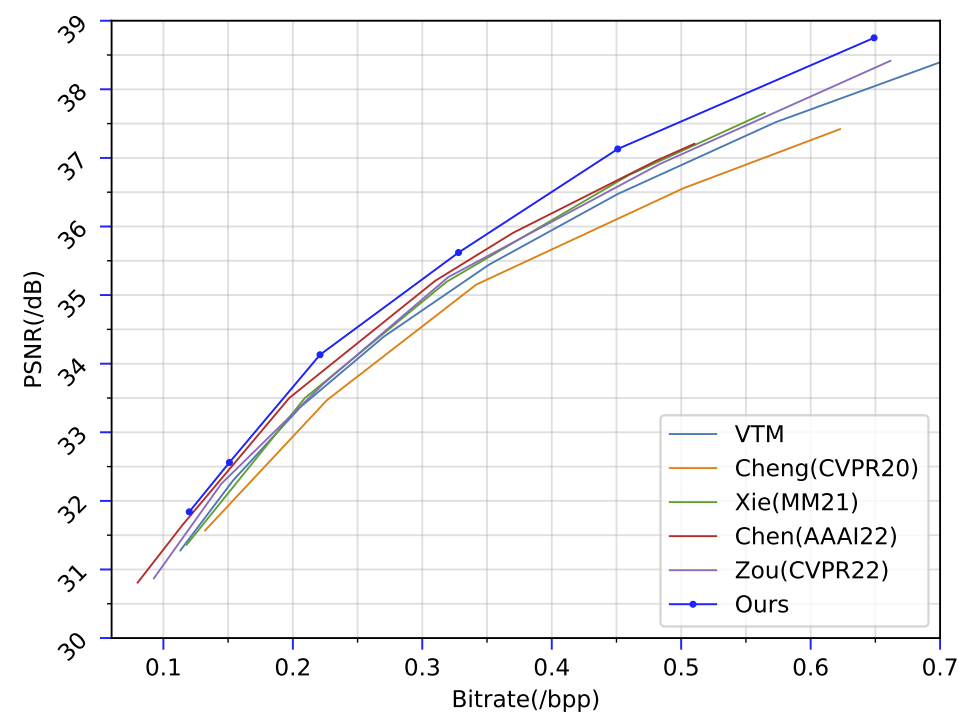 39
38
37
36
35
34
33
32
31
30
PSNR(/dB)
VTM
Cheng(CVPR20)
Xie(MM21)
Chen(AAAI22)
Zou(CVPR22)
Ours
0.1 0.2 0.3 0.4 0.5 0.6 0.7
Bitrate(/bpp)